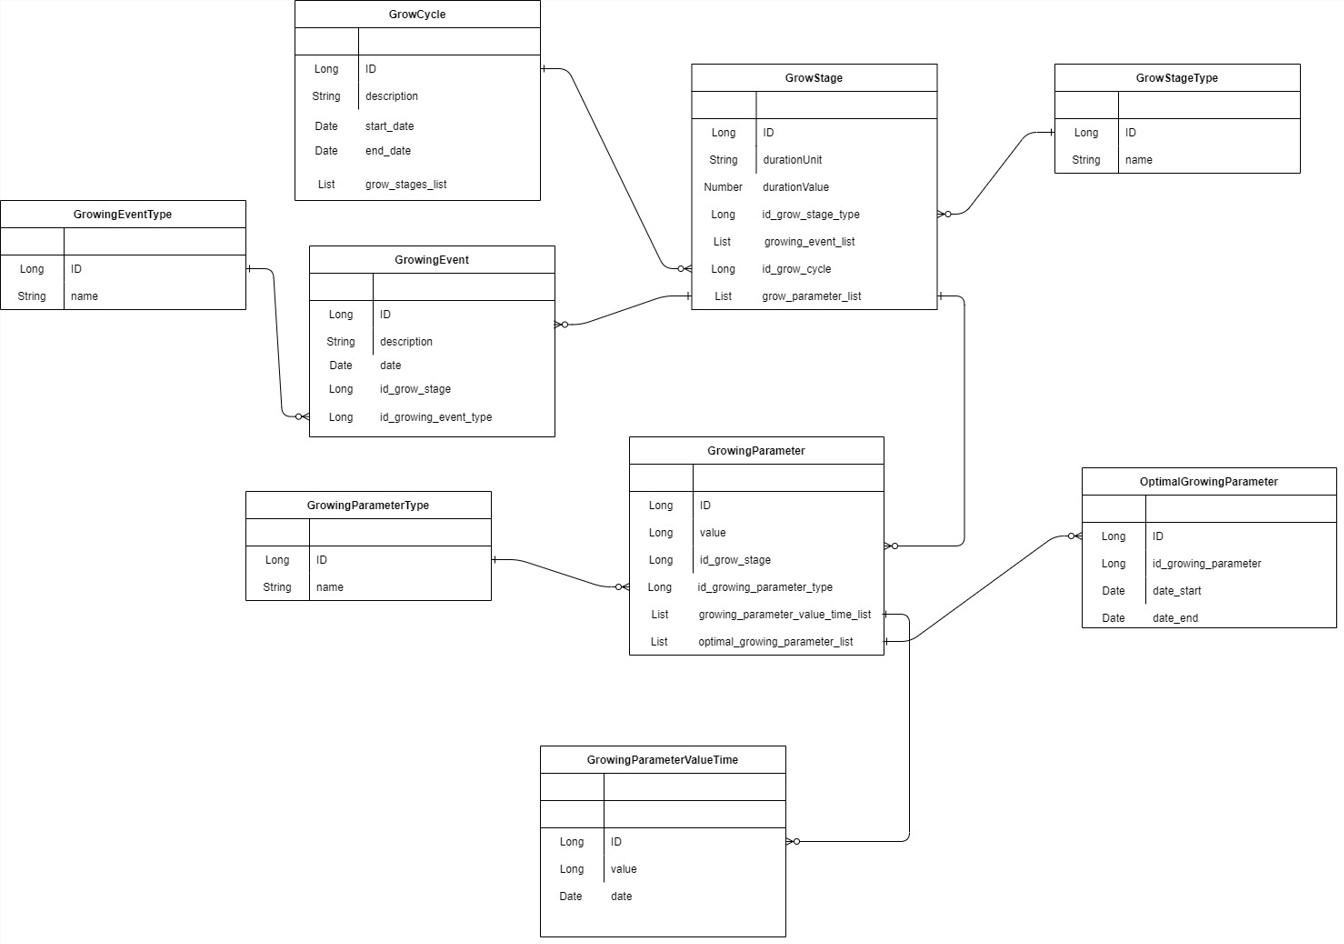 GrowCycle
Long ID
String description
Date start_date
Date end_date
List grow_stages_list
GrowStage
Long ID
String durationUnit
Number durationValue
Long id_grow_stage_type
List growing_event_list
Long id_grow_cycle
List grow_parameter_list
GrowStageType
Long ID
String name
GrowingEventType
Long ID
String name
GrowingEvent
Long ID
String description
Date date
Long id_grow_stage
Long id_growing_event_type
GrowingParameter
Long ID
Long value
Long id_grow_stage
Long id_growing_parameter_type
List growing_parameter_value_time_list
List optimal_growing_parameter_list
OptimalGrowingParameter
Long ID
Long id_growing_parameter
Date date_start
Date date_end
GrowingParameterType
Long ID
String name
GrowingParameterValueTime
Long ID
Long value
Date date